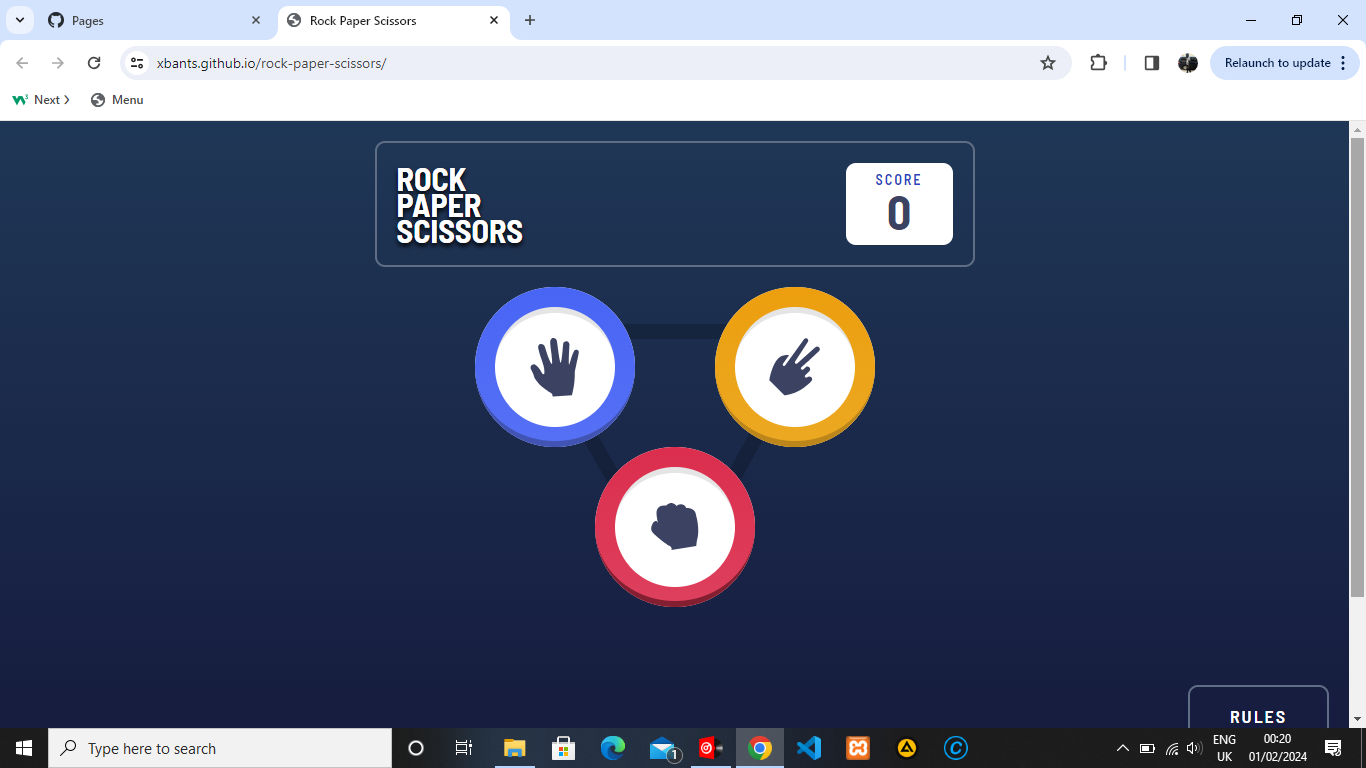 Pages
Rock Paper Scissors
xbants.github.io/rock-paper-scissors/
Relaunch to update
Next
Menu
ROCK
PAPER
SCISSORS
SCORE
0
RULES
Type here to search
1
ENG
UK
00:20
01/02/2024